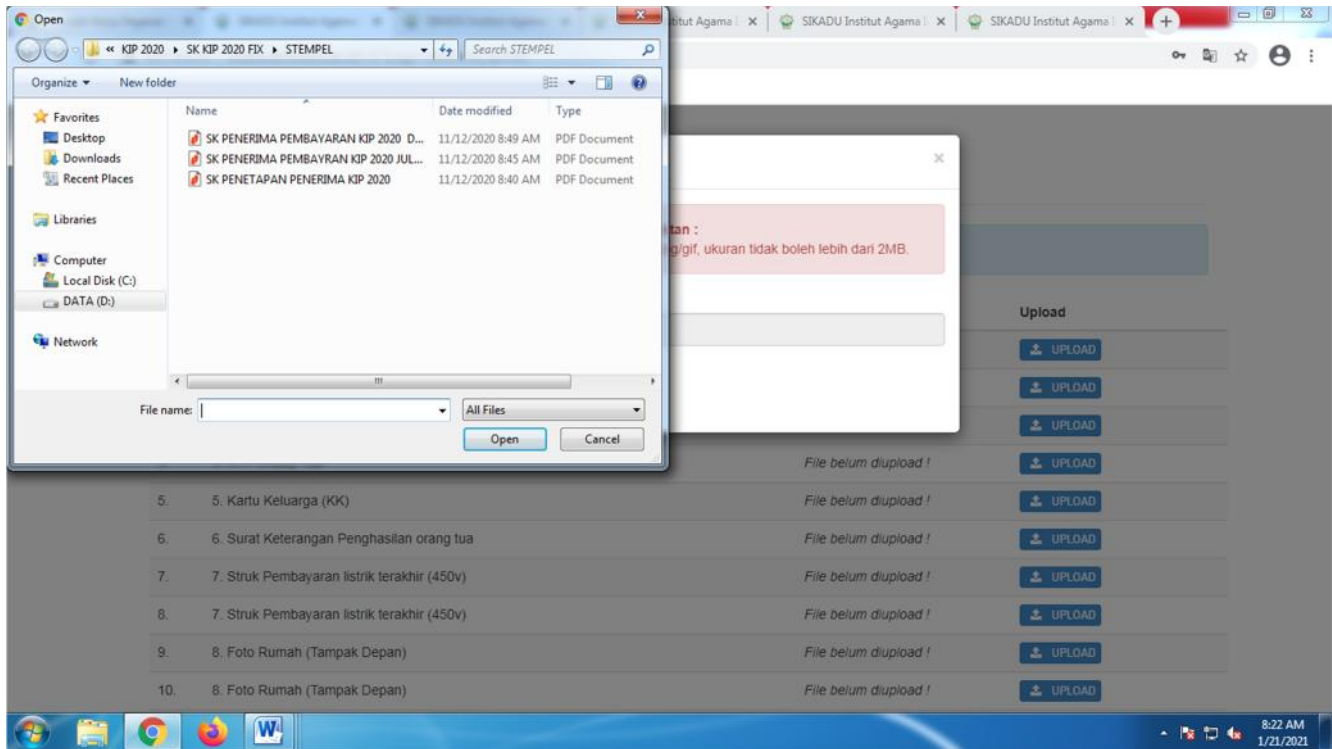 Open
SIKADU Institut Agama I
SIKADU Institut Agama I
« KIP 2020 ▸ SK KIP 2020 FIX ▸ STEMPEL
Search STEMPEL
Organize
New folder
Name
Date modified
Type
Favorites
Desktop
Downloads
Recent Places
Libraries
Computer
Local Disk (C:)
DATA (D:)
Network
SK PENERIMA PEMBAYARAN KIP 2020 D... 11/12/2020 8:49 AM PDF Document
SK PENERIMA PEMBAYRAN KIP 2020 JUL... 11/12/2020 8:45 AM PDF Document
SK PENETAPAN PENERIMA KIP 2020 11/12/2020 8:40 AM PDF Document
File name:
All Files
Open
Cancel
tan :
g/gif, ukuran tidak boleh lebih dari 2MB.
Upload
UPLOAD
UPLOAD
UPLOAD
File belum diupload ! UPLOAD
5. 5. Kartu Keluarga (KK) File belum diupload ! UPLOAD
6. 6. Surat Keterangan Penghasilan orang tua File belum diupload ! UPLOAD
7. 7. Struk Pembayaran listrik terakhir (450v) File belum diupload ! UPLOAD
8. 7. Struk Pembayaran listrik terakhir (450v) File belum diupload ! UPLOAD
9. 8. Foto Rumah (Tampak Depan) File belum diupload ! UPLOAD
10. 8. Foto Rumah (Tampak Depan) File belum diupload ! UPLOAD
8:22 AM
1/21/2021